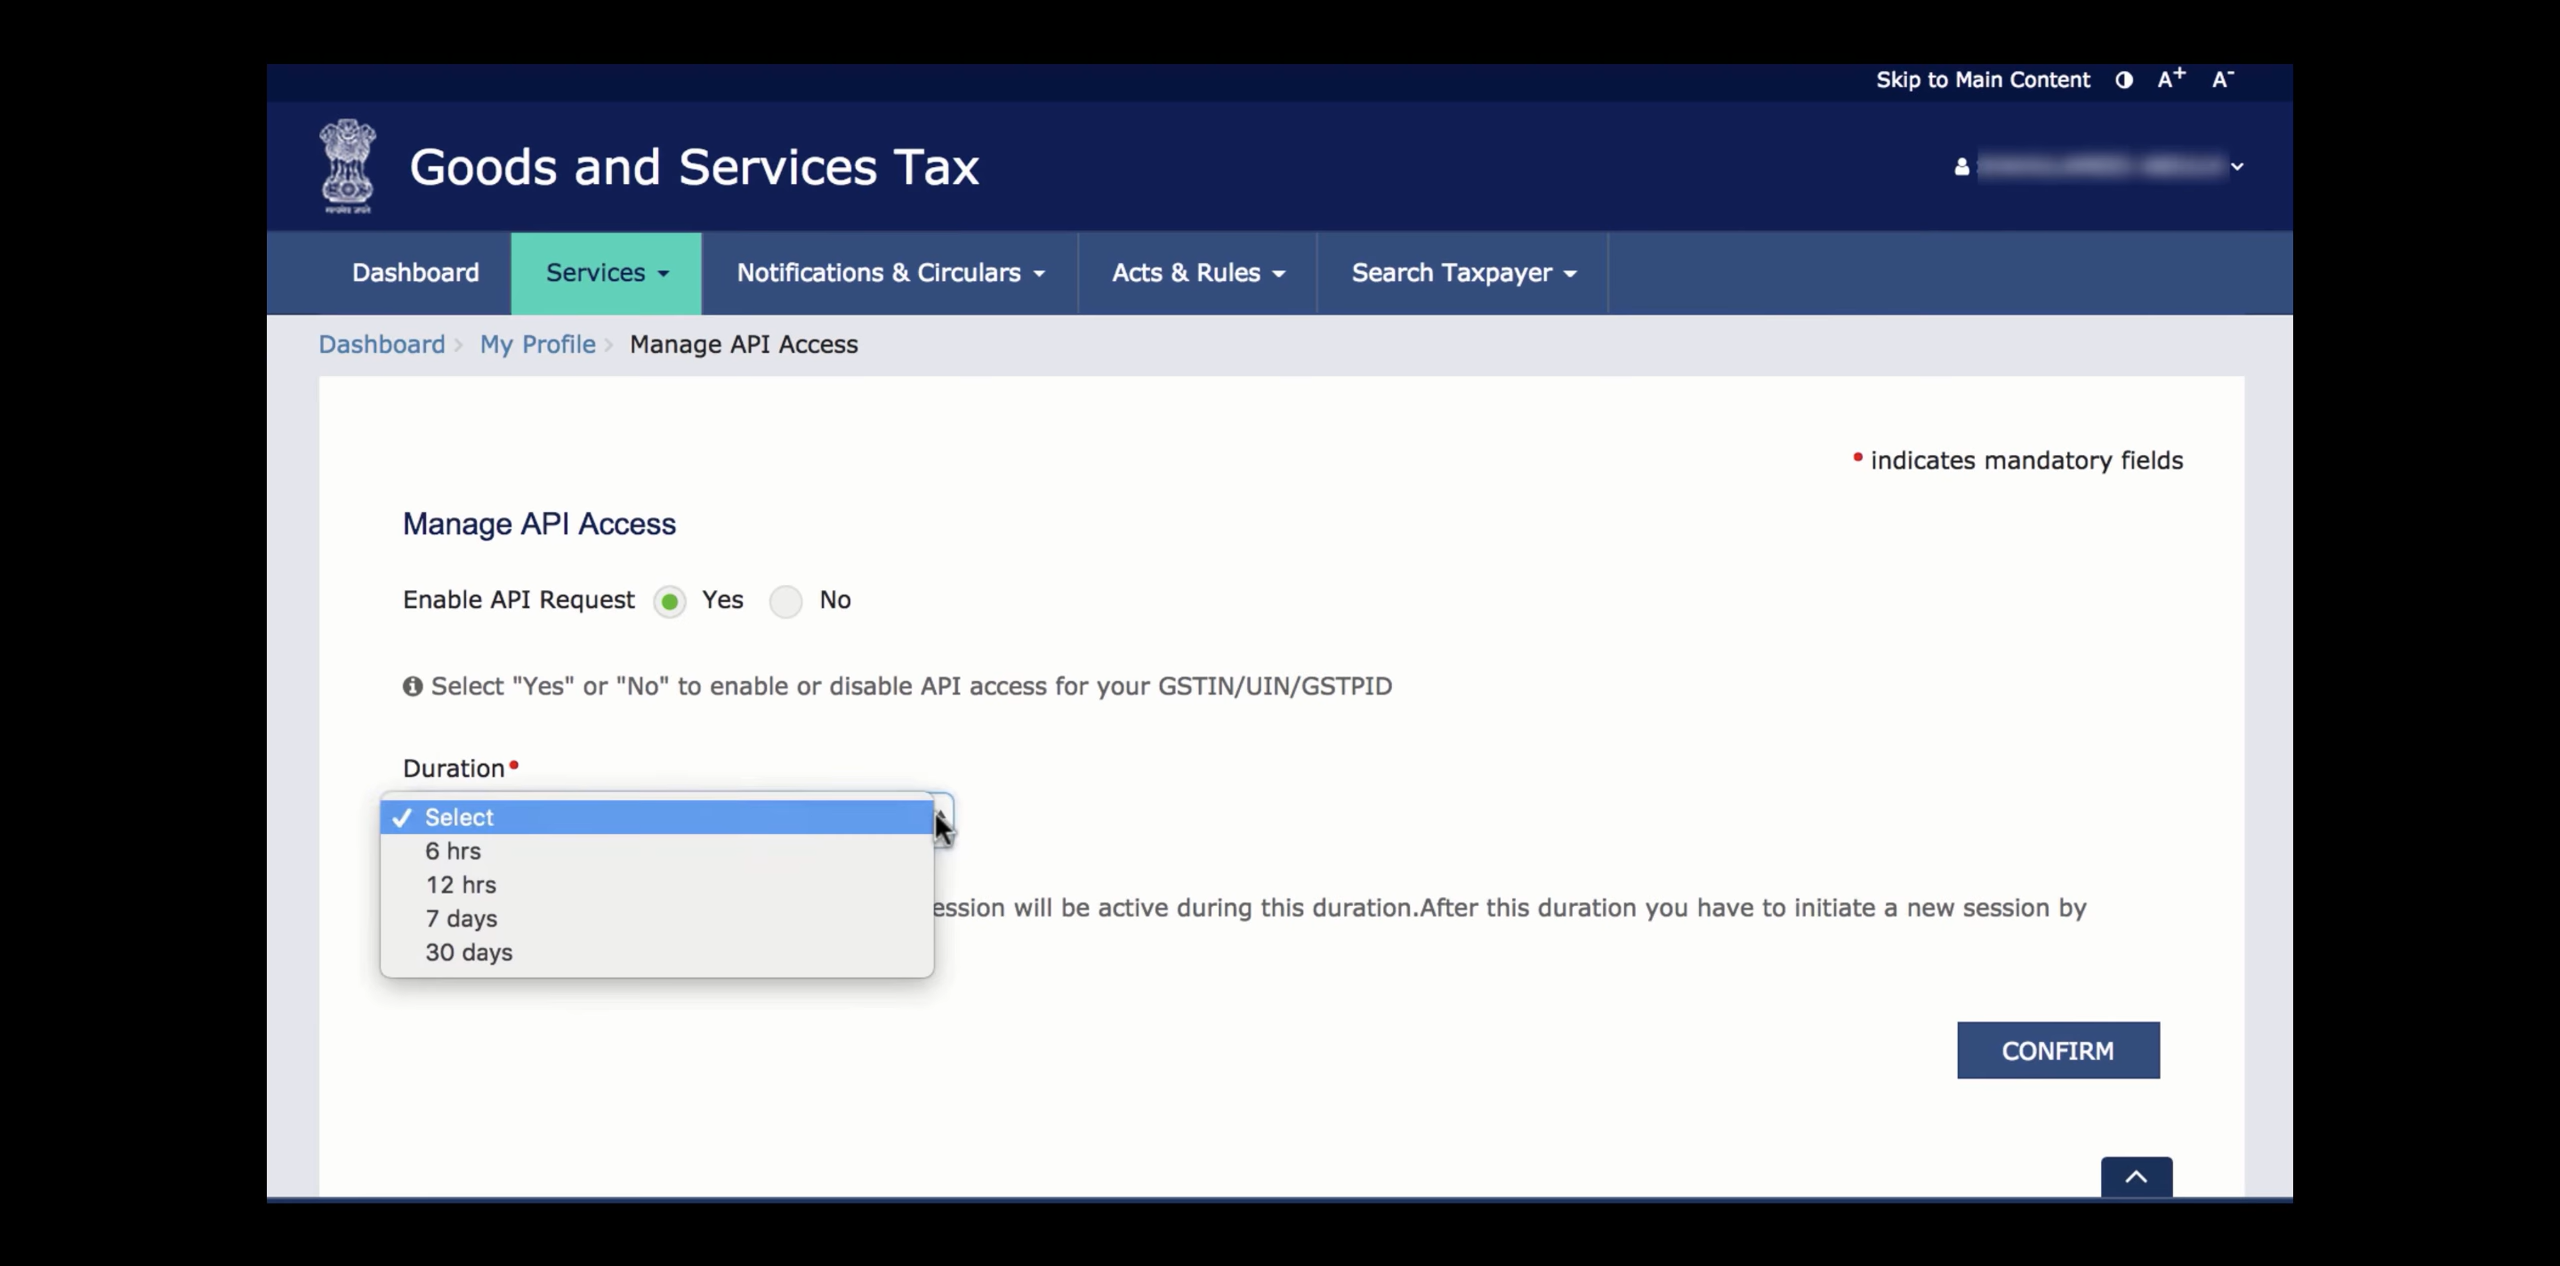 Skip to Main Content A+ A-
Goods and Services Tax
Dashboard Services Notifications & Circulars Acts & Rules Search Taxpayer
Dashboard My Profile Manage API Access
• indicates mandatory fields
Manage API Access
Enable API Request Yes No
Select "Yes" or "No" to enable or disable API access for your GSTIN/UIN/GSTPID
Duration•
✓ Select
6 hrs
12 hrs
7 days
30 days
ession will be active during this duration.After this duration you have to initiate a new session by
CONFIRM